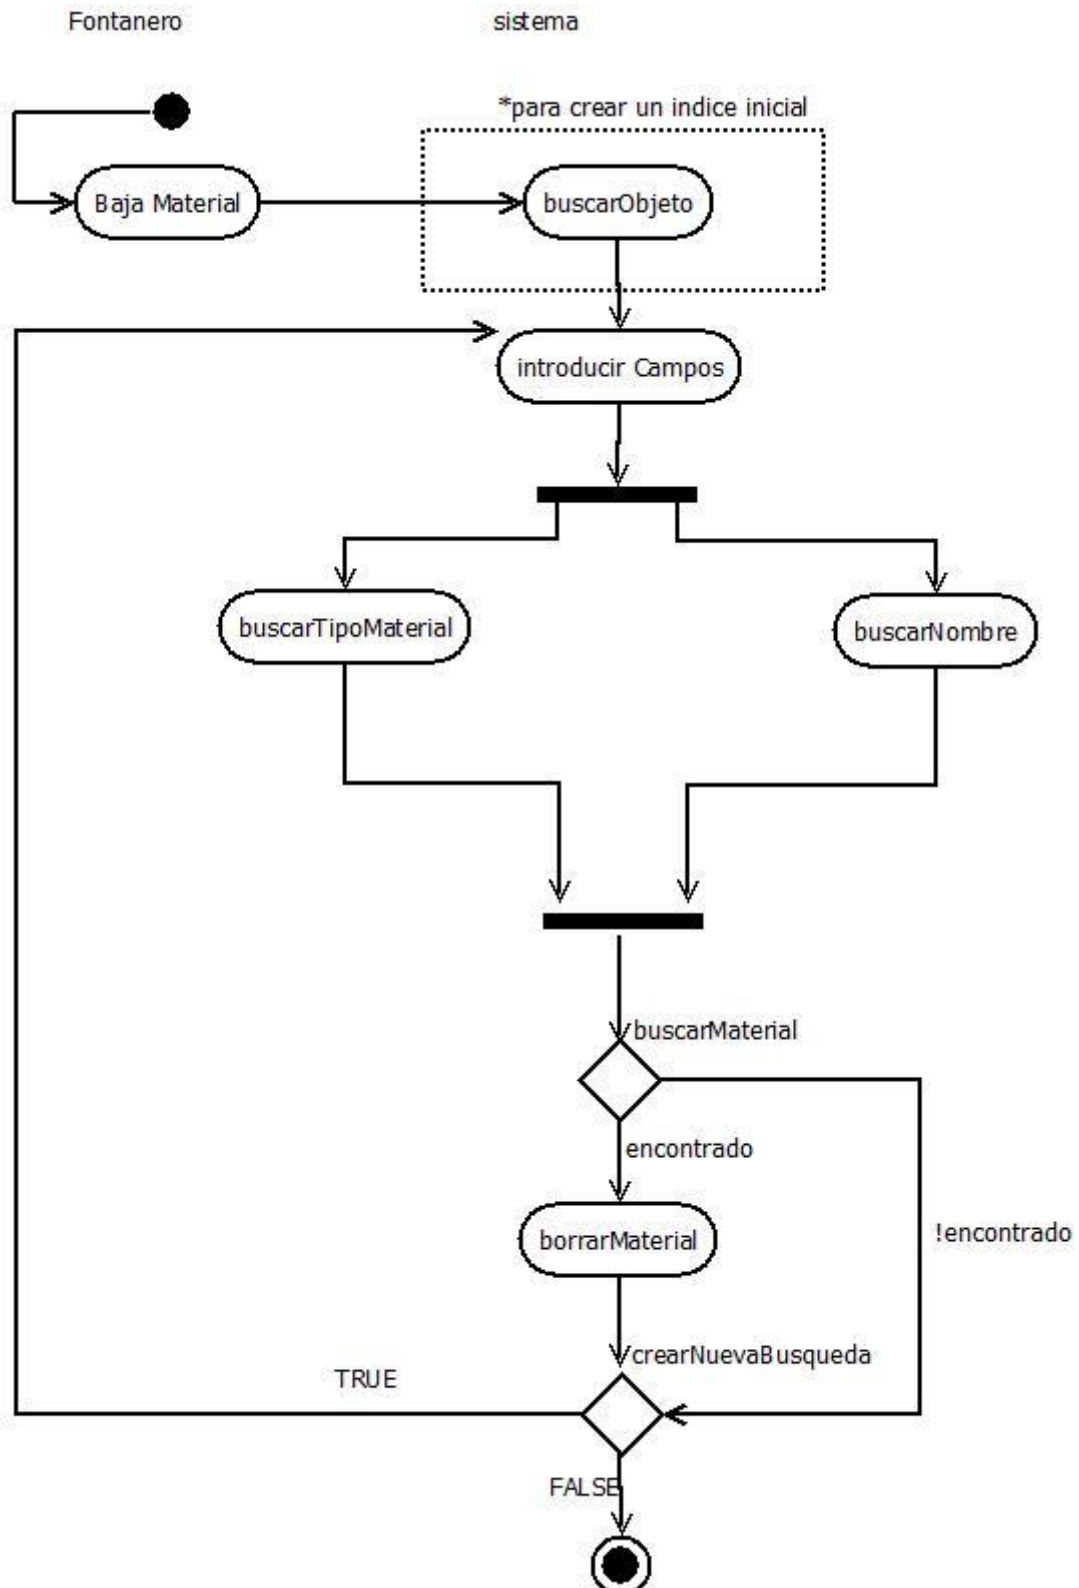 Fontanero
sistema
*para crear un indice inicial
Baja Material
buscarObjeto
introducir Campos
buscarTipoMaterial
buscarNombre
buscarMaterial
encontrado
!encontrado
borrarMaterial
crearNuevaBusqueda
TRUE
FALSE